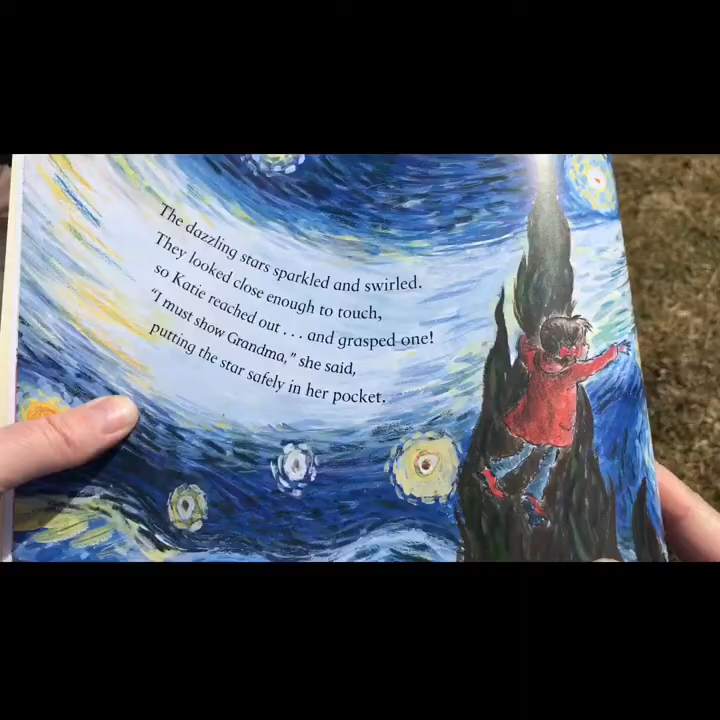 The dazzling stars sparkled and swirled.
They looked close enough to touch,
so Katie reached out . . . and grasped one!
“I must show Grandma,” she said,
putting the star safely in her pocket.